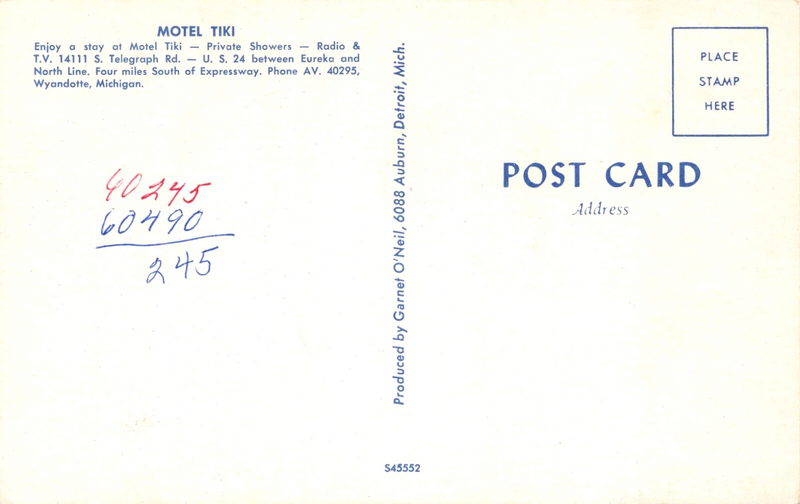 MOTEL TIKI
Enjoy a stay at Motel Tiki — Private Showers — Radio &
T.V. 14111 S. Telegraph Rd. — U. S. 24 between Eureka and
North Line. Four miles South of Expressway. Phone AV. 40295,
Wyandotte, Michigan.
60245
60490
245
Produced by Garnet O'Neil, 6088 Auburn, Detroit, Mich.
S45552
PLACE
STAMP
HERE
POST CARD
Address